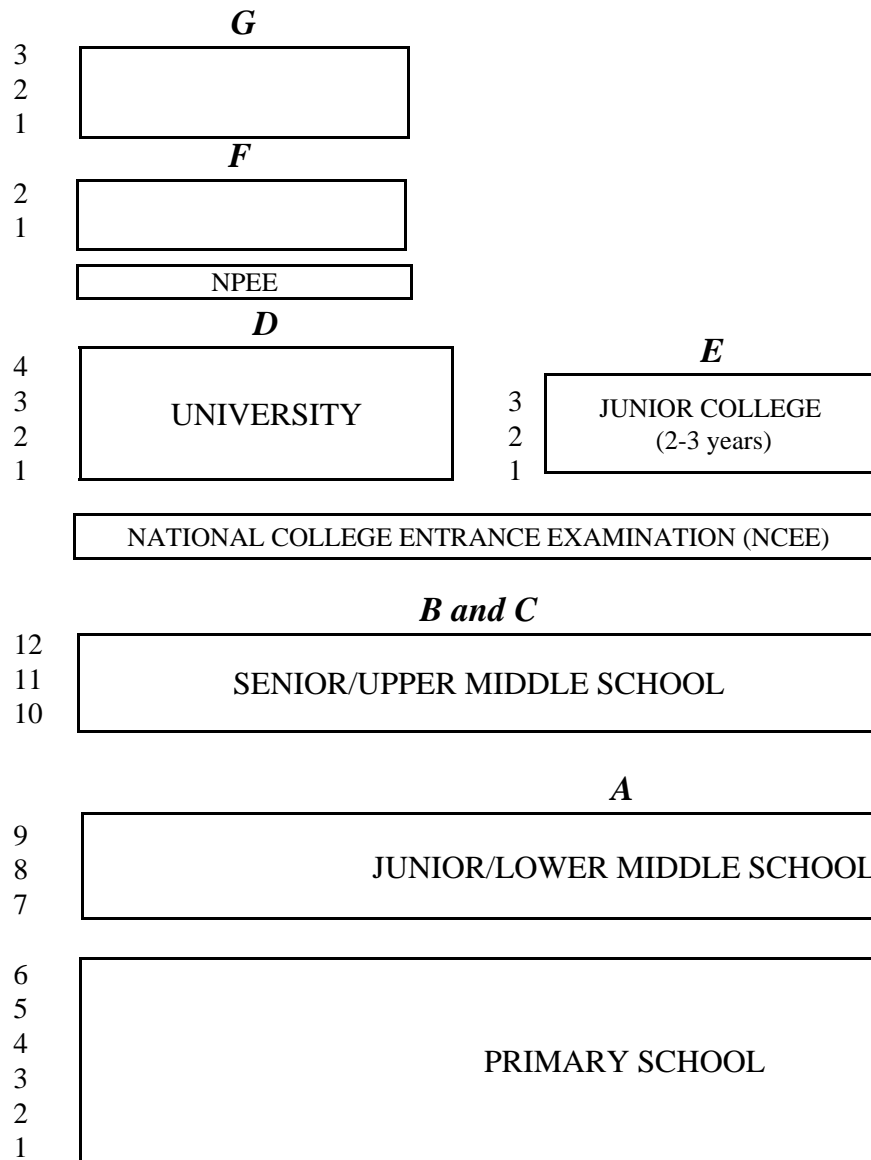 G
3
2
1
F
2
1
NPEE
D
4
3
2
1
UNIVERSITY
E
3
2
1
JUNIOR COLLEGE
(2-3 years)
NATIONAL COLLEGE ENTRANCE EXAMINATION (NCEE)
B and C
12
11
10
SENIOR/UPPER MIDDLE SCHOOL
A
9
8
7
JUNIOR/LOWER MIDDLE SCHOOL
6
5
4
3
2
1
PRIMARY SCHOOL